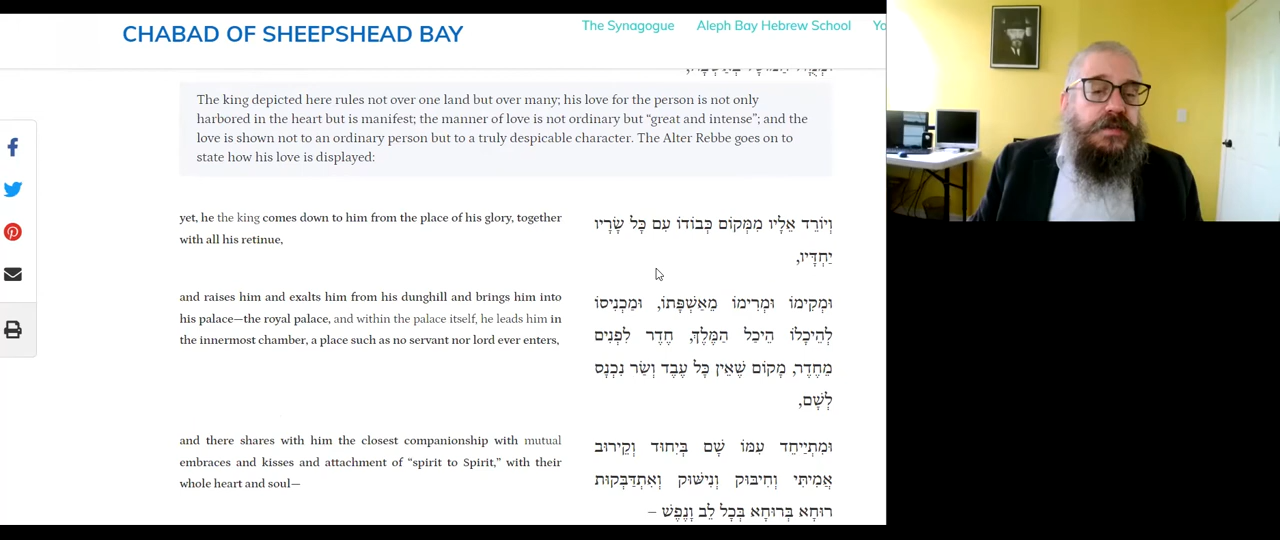 CHABAD OF SHEEPSHEAD BAY
The Synagogue
Aleph Bay Hebrew School
The king depicted here rules not over one land but over many; his love for the person is not only
harbored in the heart but is manifest; the manner of love is not ordinary but “great and intense”; and the
love is shown not to an ordinary person but to a truly despicable character. The Alter Rebbe goes on to
state how his love is displayed:
yet, he the king comes down to him from the place of his glory, together
with all his retinue,
וְיוֹרֵד אֵלָיו מִמְּקוֹם כְּבוֹדוֹ עִם כָּל שָׂרָיו
יַחְדָּיו,
and raises him and exalts him from his dunghill and brings him into
his palace—the royal palace, and within the palace itself, he leads him in
the innermost chamber, a place such as no servant nor lord ever enters,
וּמְקִימוֹ וּמְרִימוֹ מֵאַשְׁפָּתוֹ, וּמַכְנִיסוֹ
לְהֵיכָלוֹ הֵיכַל הַמֶּלֶךְ, חֶדֶר לִפְנִים
מֵחֶדֶר, מָקוֹם שֶׁאֵין כָּל עֶבֶד וְשַׂר נִכְנָס
לְשָׁם,
and there shares with him the closest companionship with mutual
embraces and kisses and attachment of “spirit to Spirit,” with their
whole heart and soul—
וּמִתְיַיחֵד עִמּוֹ שָׁם בְּיִחוּד וְקֵירוּב
אֲמִיתִּי וְחִיבּוּק וְנִישּׁוּק וְאִתְדַּבְּקוּת
רוּחָא בְּרוּחָא בְּכָל לֵב וָנֶפֶשׁ –